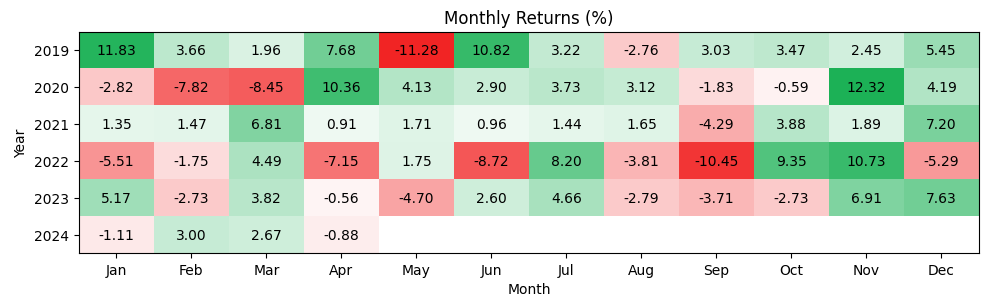 Monthly Returns (%)
2019 11.83 3.66 1.96 7.68 -11.28 10.82 3.22 -2.76 3.03 3.47 2.45 5.45
2020 -2.82 -7.82 -8.45 10.36 4.13 2.90 3.73 3.12 -1.83 -0.59 12.32 4.19
2021 1.35 1.47 6.81 0.91 1.71 0.96 1.44 1.65 -4.29 3.88 1.89 7.20
Year
2022 -5.51 -1.75 4.49 -7.15 1.75 -8.72 8.20 -3.81 -10.45 9.35 10.73 -5.29
2023 5.17 -2.73 3.82 -0.56 -4.70 2.60 4.66 -2.79 -3.71 -2.73 6.91 7.63
2024 -1.11 3.00 2.67 -0.88
Jan Feb Mar Apr May Jun Jul Aug Sep Oct Nov Dec
Month